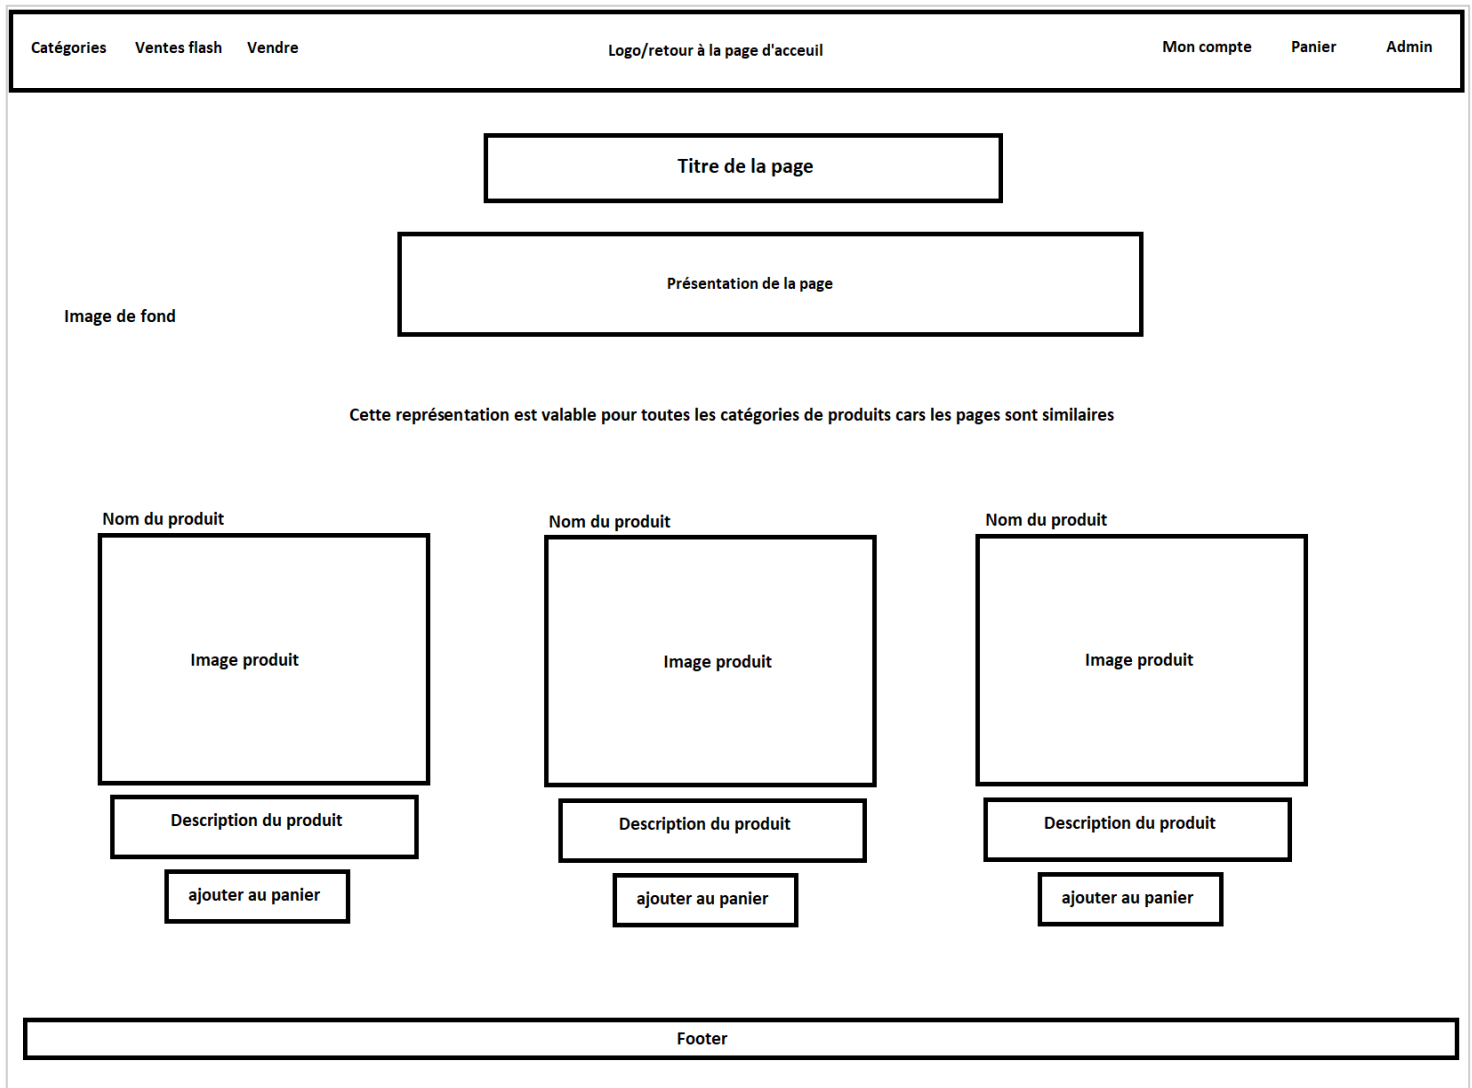 Catégories Ventes flash Vendre Logo/retour à la page d'acceuil Mon compte Panier Admin
Titre de la page
Présentation de la page
Image de fond
Cette représentation est valable pour toutes les catégories de produits cars les pages sont similaires
Nom du produit Nom du produit Nom du produit
Image produit Image produit Image produit
Description du produit Description du produit Description du produit
ajouter au panier ajouter au panier ajouter au panier
Footer